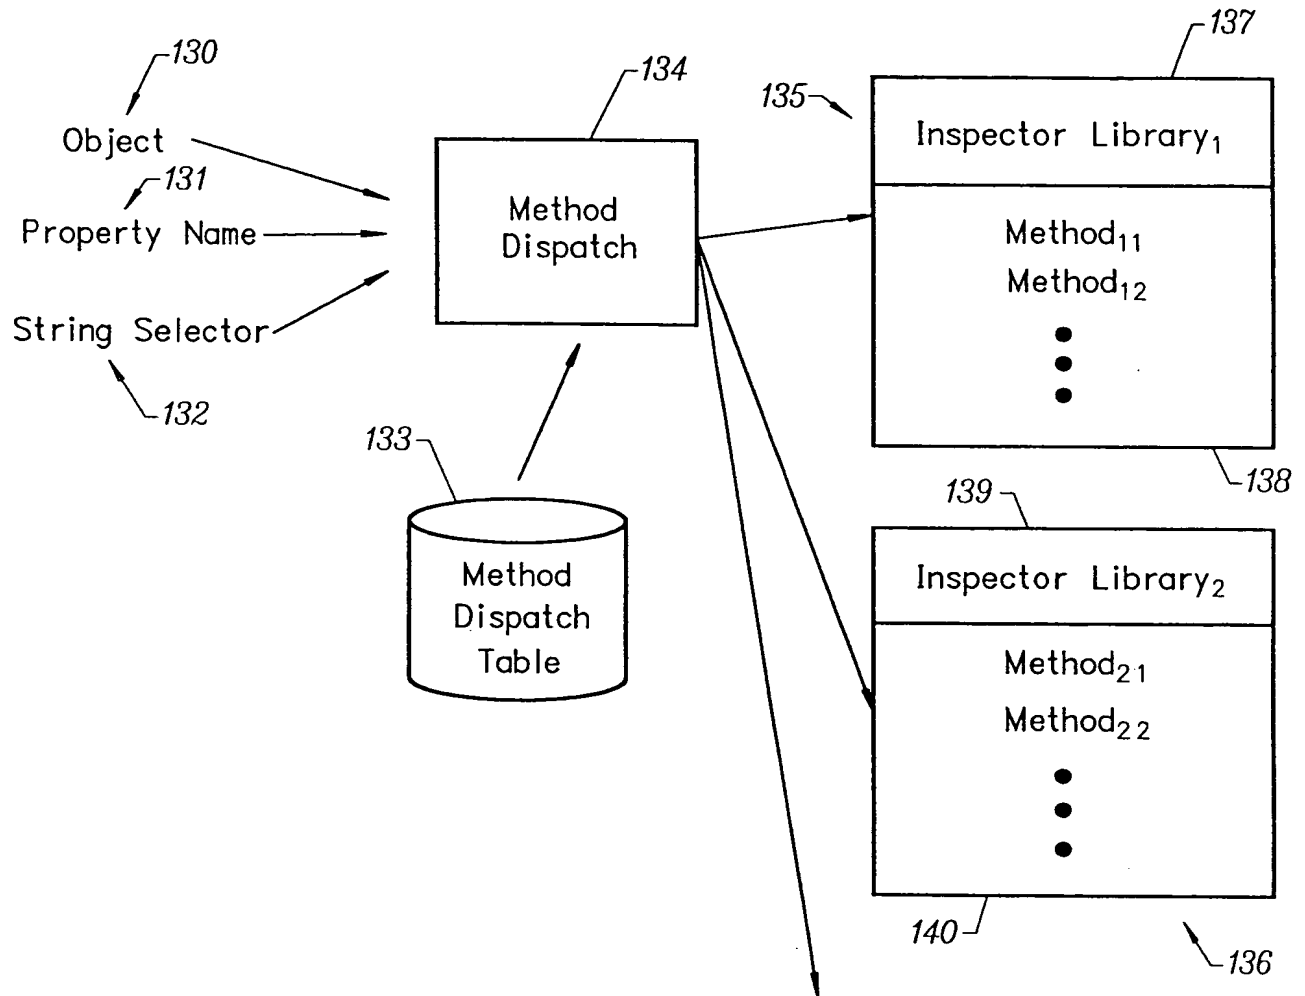 130
Object
131
Property Name
String Selector
132
134
Method
Dispatch
133
Method
Dispatch
Table
135
137
Inspector Library1
Method11
Method12
138
139
Inspector Library2
Method21
Method22
140
136